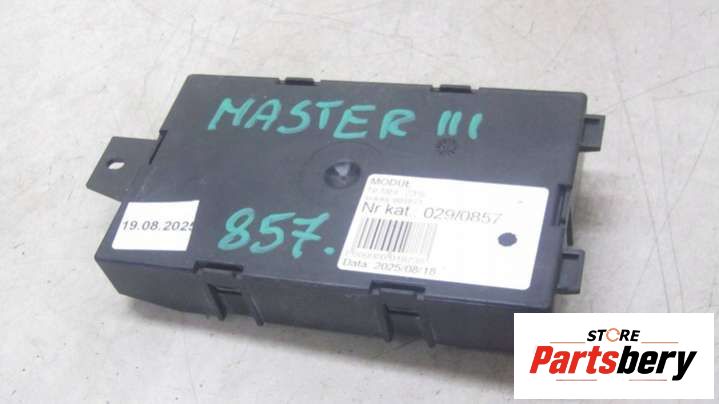 MASTER III
857.
19.08.2025
MODUE
Nr kat.: 029/0857
Data: 2025/08/18
STORE
Partsbery